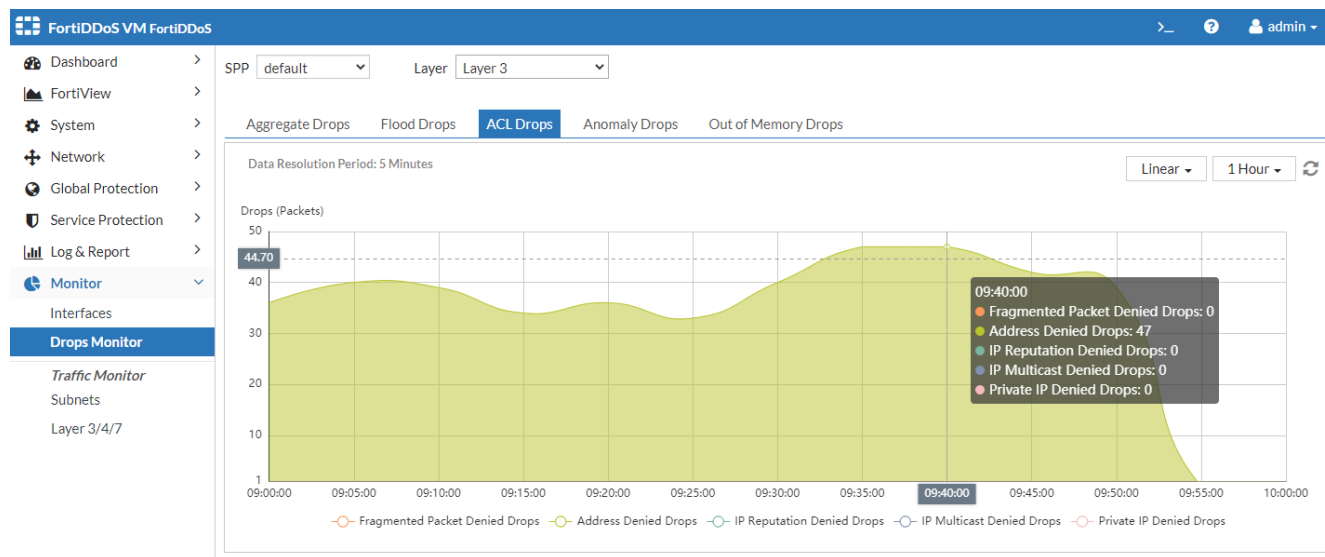 FortiDDoS VM FortiDDoS
>_
admin
Dashboard
FortiView
System
Network
Global Protection
Service Protection
Log & Report
Monitor
Interfaces
Drops Monitor
Traffic Monitor
Subnets
Layer 3/4/7
SPP default Layer Layer 3
Aggregate Drops Flood Drops ACL Drops Anomaly Drops Out of Memory Drops
Data Resolution Period: 5 Minutes
Linear 1 Hour
Drops (Packets)
50
44.70
40
30
20
10
1
09:40:00
Fragmented Packet Denied Drops: 0
Address Denied Drops: 47
IP Reputation Denied Drops: 0
IP Multicast Denied Drops: 0
Private IP Denied Drops: 0
09:00:00 09:05:00 09:10:00 09:15:00 09:20:00 09:25:00 09:30:00 09:35:00 09:40:00 09:45:00 09:50:00 09:55:00 10:00:00
Fragmented Packet Denied Drops Address Denied Drops IP Reputation Denied Drops IP Multicast Denied Drops Private IP Denied Drops